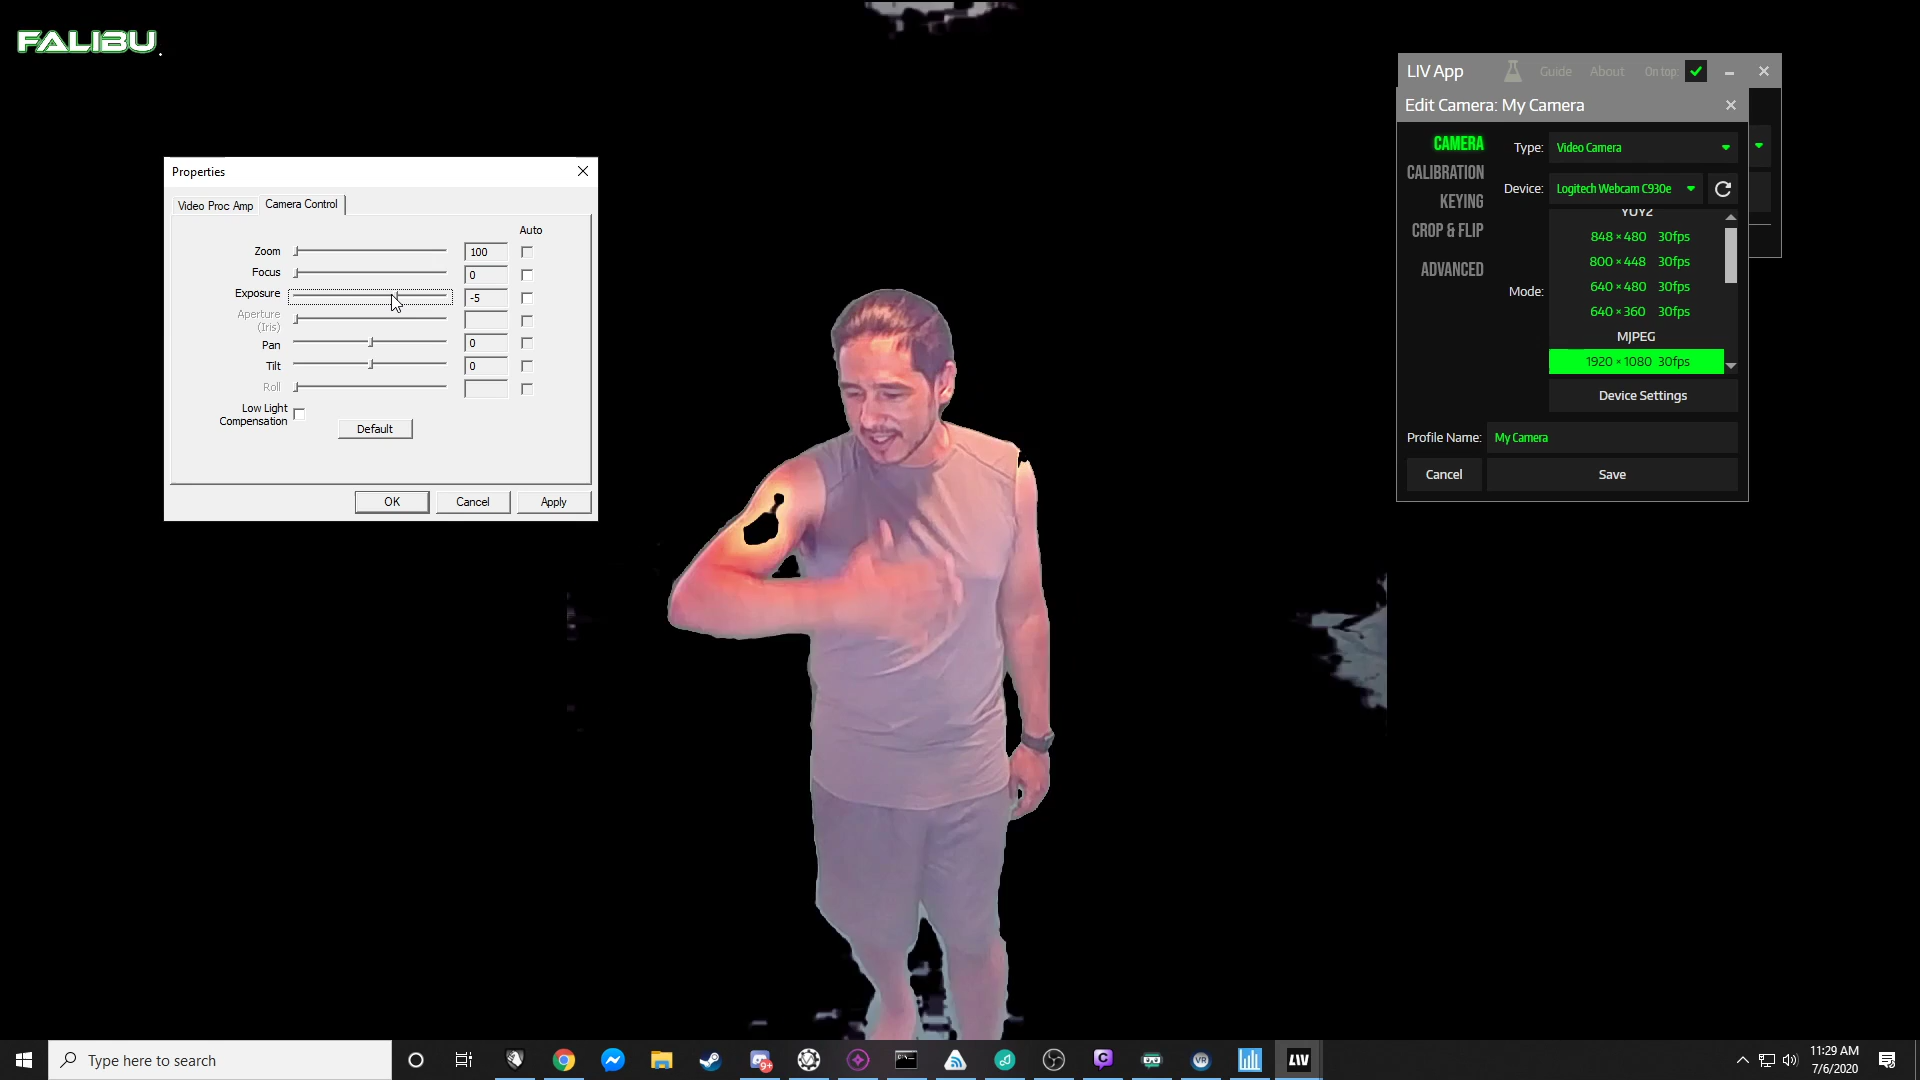 FALIBU.
LIV App
Guide
About
On top:
Edit Camera: My Camera
CAMERA
CALIBRATION
KEYING
CROP & FLIP
ADVANCED
Type:
Video Camera
Device:
Logitech Webcam C930e
Mode:
YUY2
848 × 480 30fps
800 × 448 30fps
640 × 480 30fps
640 × 360 30fps
MJPEG
1920 × 1080 30fps
Device Settings
Profile Name:
My Camera
Cancel
Save
Properties
Video Proc Amp
Camera Control
Auto
Zoom
100
Focus
0
Exposure
-5
Aperture
(Iris)
Pan
0
Tilt
0
Roll
Low Light
Compensation
Default
OK
Cancel
Apply
Type here to search
9+
C
VR
LIV
11:29 AM
7/6/2020